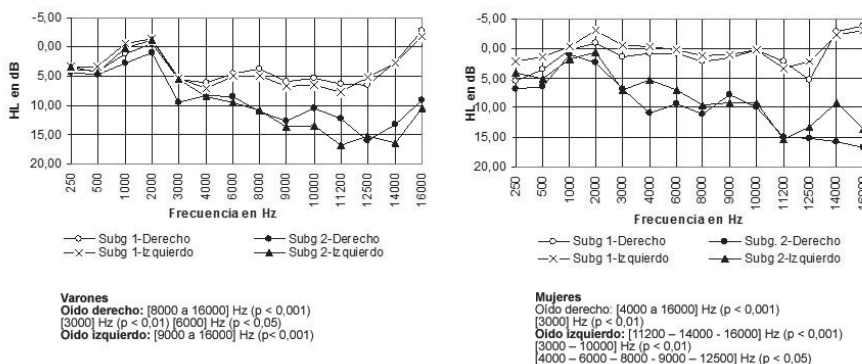 -5,00
0,00
5,00
10,00
15,00
20,00
HL en dB
250
500
1000
2000
3000
4000
6000
8000
9000
10000
11200
12500
14000
16000
Frecuencia en Hz
Subg 1-Derecho
Subg 2-Derecho
Subg 1-Izquierdo
Subg 2-Izquierdo
Varones
Oido derecho: [8000 a 16000] Hz (p < 0,001)
[3000] Hz (p < 0,01) [6000] Hz (p < 0,05)
Oido izquierdo: [9000 a 16000] Hz (p < 0,001)
-5,00
0,00
5,00
10,00
15,00
20,00
HL en dB
250
500
1000
2000
3000
4000
6000
8000
9000
10000
11200
12500
14000
16000
Frecuencia en Hz
Subg 1-Derecho
Subg. 2-Derecho
Subg 1-Izquierdo
Subg 2-Izquierdo
Mujeres
Oido derecho: [4000 a 16000] Hz (p < 0,001)
[3000] Hz (p < 0,01)
Oido izquierdo: [11200 – 14000 - 16000] Hz (p < 0,001)
[3000 – 10000] Hz (p < 0,01)
[4000 – 6000 – 8000 - 9000 – 12500] Hz (p < 0,05)